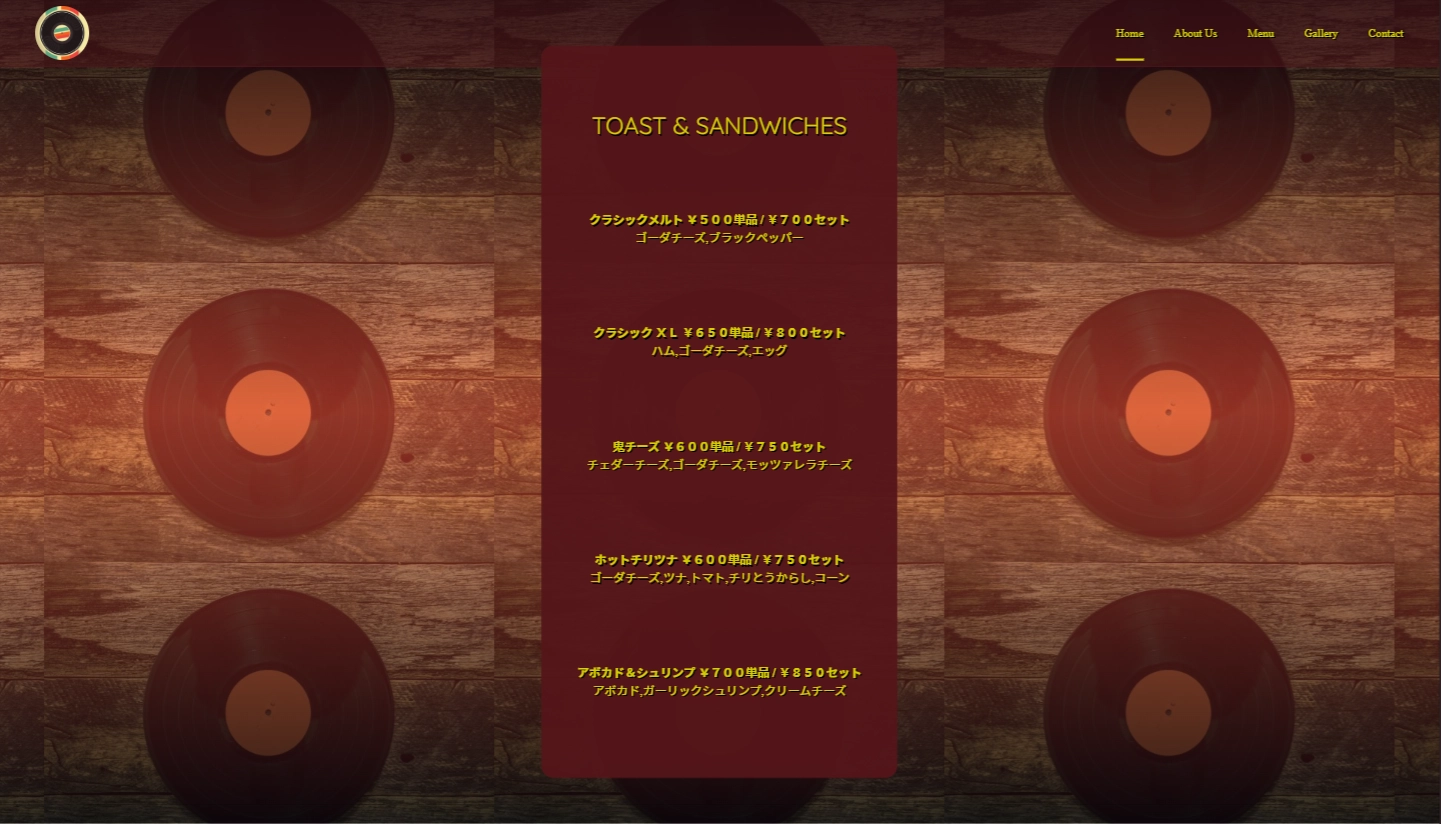 Home
About Us
Menu
Gallery
Contact
TOAST & SANDWICHES
クラシックメルト ￥５００単品 / ￥７００セット
ゴーダチーズ,ブラックペッパー
クラシック ＸＬ ￥６５０単品 / ￥８００セット
ハム,ゴーダチーズ,エッグ
鬼チーズ ￥６００単品 / ￥７５０セット
チェダーチーズ,ゴーダチーズ,モッツァレラチーズ
ホットチリツナ ￥６００単品 / ￥７５０セット
ゴーダチーズ,ツナ,トマト,チリとうからし,コーン
アボカド＆シュリンプ ￥７００単品 / ￥８５０セット
アボカド,ガーリックシュリンプ,クリームチーズ